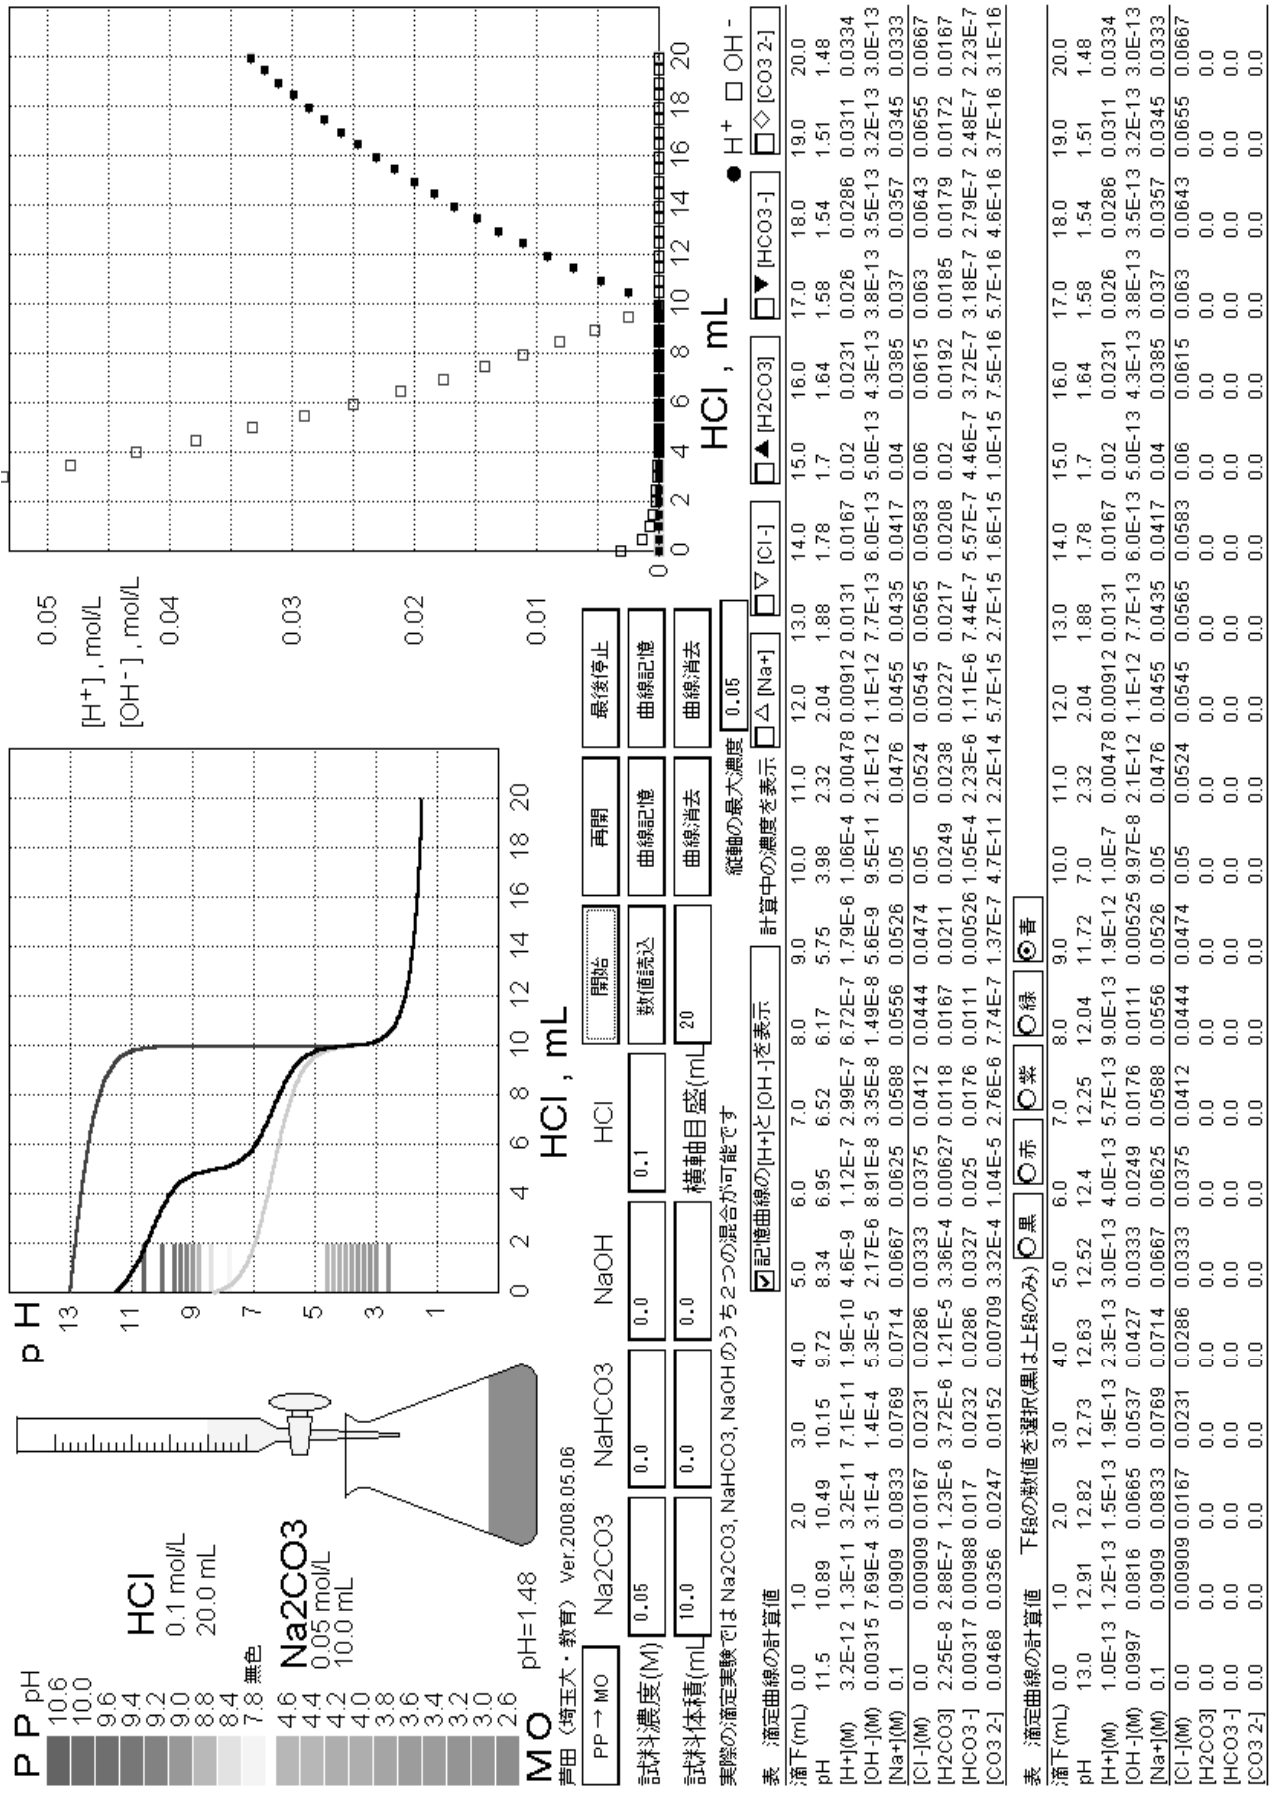 PP pH
10.6
10.0
9.6
9.4
9.2
9.0
8.8
8.4
7.8 無色
4.6
4.4
4.2
4.0
3.8
3.6
3.4
3.2
3.0
2.6
MO
HCl
0.1 mol/L
20.0 mL
Na2CO3
0.05 mol/L
10.0 mL
pH=1.48
pH
13
11
9
7
5
3
1
0 2 4 6 8 10 12 14 16 18 20
HCl , mL
[H+] , mol/L
[OH-] , mol/L
0.05
0.04
0.03
0.02
0.01
0
0 2 4 6 8 10 12 14 16 18 20
HCl , mL
● H+ □ OH-
芦田（埼玉大・教育） Ver.2008.05.06
PP→MO Na2CO3 NaHCO3 NaOH HCl 開始 再開 最後停止
試料濃度(M) 0.05 0.0 0.0 0.1 数値読込 曲線記憶 曲線記憶
試料体積(mL 10.0 0.0 0.0 横軸目盛(mL 20 曲線消去 曲線消去
実際の滴定実験では Na2CO3, NaHCO3, NaOH のうち２つの混合が可能です 縦軸の最大濃度 0.05
記憶曲線の[H+]と[OH-]を表示 計算中の濃度を表示 △ [Na+] ▽ [Cl-] ▲ [H2CO3] ▼ [HCO3-] ◇ [CO3 2-]
表 滴定曲線の計算値
滴下(mL) 0.0 1.0 2.0 3.0 4.0 5.0 6.0 7.0 8.0 9.0 10.0 11.0 12.0 13.0 14.0 15.0 16.0 17.0 18.0 19.0 20.0
pH 11.5 10.89 10.49 10.15 9.72 8.34 6.95 6.52 6.17 5.75 3.98 2.32 2.04 1.88 1.78 1.7 1.64 1.58 1.54 1.51 1.48
[H+](M) 3.2E-12 1.3E-11 3.2E-11 7.1E-11 1.9E-10 4.6E-9 1.12E-7 2.99E-7 6.72E-7 1.79E-6 1.06E-4 0.00478 0.00912 0.0131 0.0167 0.02 0.0231 0.026 0.0286 0.0311 0.0334
[OH-](M) 0.00315 7.69E-4 3.1E-4 1.4E-4 5.3E-5 2.17E-6 8.91E-8 3.35E-8 1.49E-8 5.6E-9 9.5E-11 2.1E-12 1.1E-12 7.7E-13 6.0E-13 5.0E-13 4.3E-13 3.8E-13 3.5E-13 3.2E-13 3.0E-13
[Na+](M) 0.1 0.0909 0.0833 0.0769 0.0714 0.0667 0.0625 0.0588 0.0556 0.0526 0.05 0.0476 0.0455 0.0435 0.0417 0.04 0.0385 0.037 0.0357 0.0345 0.0333
[Cl-](M) 0.0 0.00909 0.0167 0.0231 0.0286 0.0333 0.0375 0.0412 0.0444 0.0474 0.05 0.0524 0.0545 0.0565 0.0583 0.06 0.0615 0.063 0.0643 0.0655 0.0667
[H2CO3] 2.25E-8 2.88E-7 1.23E-6 3.72E-6 1.21E-5 3.36E-4 0.00627 0.0118 0.0167 0.0211 0.0249 0.0238 0.0227 0.0217 0.0208 0.02 0.0192 0.0185 0.0179 0.0172 0.0167
[HCO3-] 0.00317 0.00988 0.017 0.0232 0.0286 0.0327 0.025 0.0176 0.0111 0.00526 1.05E-4 2.23E-6 1.11E-6 7.44E-7 5.57E-7 4.46E-7 3.72E-7 3.18E-7 2.79E-7 2.48E-7 2.23E-7
[CO3 2-] 0.0468 0.0356 0.0247 0.0152 0.00709 3.32E-4 1.04E-5 2.76E-6 7.74E-7 1.37E-7 4.7E-11 2.2E-14 5.7E-15 2.7E-15 1.6E-15 1.0E-15 7.5E-16 5.7E-16 4.6E-16 3.7E-16 3.1E-16
表 滴定曲線の計算値 下段の数値を選択(黒は上段のみ) 黒 赤 紫 緑 青
滴下(mL) 0.0 1.0 2.0 3.0 4.0 5.0 6.0 7.0 8.0 9.0 10.0 11.0 12.0 13.0 14.0 15.0 16.0 17.0 18.0 19.0 20.0
pH 13.0 12.91 12.82 12.73 12.63 12.52 12.4 12.25 12.04 11.72 7.0 2.32 2.04 1.88 1.78 1.7 1.64 1.58 1.54 1.51 1.48
[H+](M) 1.0E-13 1.2E-13 1.5E-13 1.9E-13 2.3E-13 3.0E-13 4.0E-13 5.7E-13 9.0E-13 1.9E-12 1.0E-7 0.00478 0.00912 0.0131 0.0167 0.02 0.0231 0.026 0.0286 0.0311 0.0334
[OH-](M) 0.0997 0.0816 0.0665 0.0537 0.0427 0.0333 0.0249 0.0176 0.0111 0.00525 9.97E-8 2.1E-12 1.1E-12 7.7E-13 6.0E-13 5.0E-13 4.3E-13 3.8E-13 3.5E-13 3.2E-13 3.0E-13
[Na+](M) 0.1 0.0909 0.0833 0.0769 0.0714 0.0667 0.0625 0.0588 0.0556 0.0526 0.05 0.0476 0.0455 0.0435 0.0417 0.04 0.0385 0.037 0.0357 0.0345 0.0333
[Cl-](M) 0.0 0.00909 0.0167 0.0231 0.0286 0.0333 0.0375 0.0412 0.0444 0.0474 0.05 0.0524 0.0545 0.0565 0.0583 0.06 0.0615 0.063 0.0643 0.0655 0.0667
[H2CO3] 0.0 0.0 0.0 0.0 0.0 0.0 0.0 0.0 0.0 0.0 0.0 0.0 0.0 0.0 0.0 0.0 0.0 0.0 0.0 0.0 0.0
[HCO3-] 0.0 0.0 0.0 0.0 0.0 0.0 0.0 0.0 0.0 0.0 0.0 0.0 0.0 0.0 0.0 0.0 0.0 0.0 0.0 0.0 0.0
[CO3 2-] 0.0 0.0 0.0 0.0 0.0 0.0 0.0 0.0 0.0 0.0 0.0 0.0 0.0 0.0 0.0 0.0 0.0 0.0 0.0 0.0 0.0